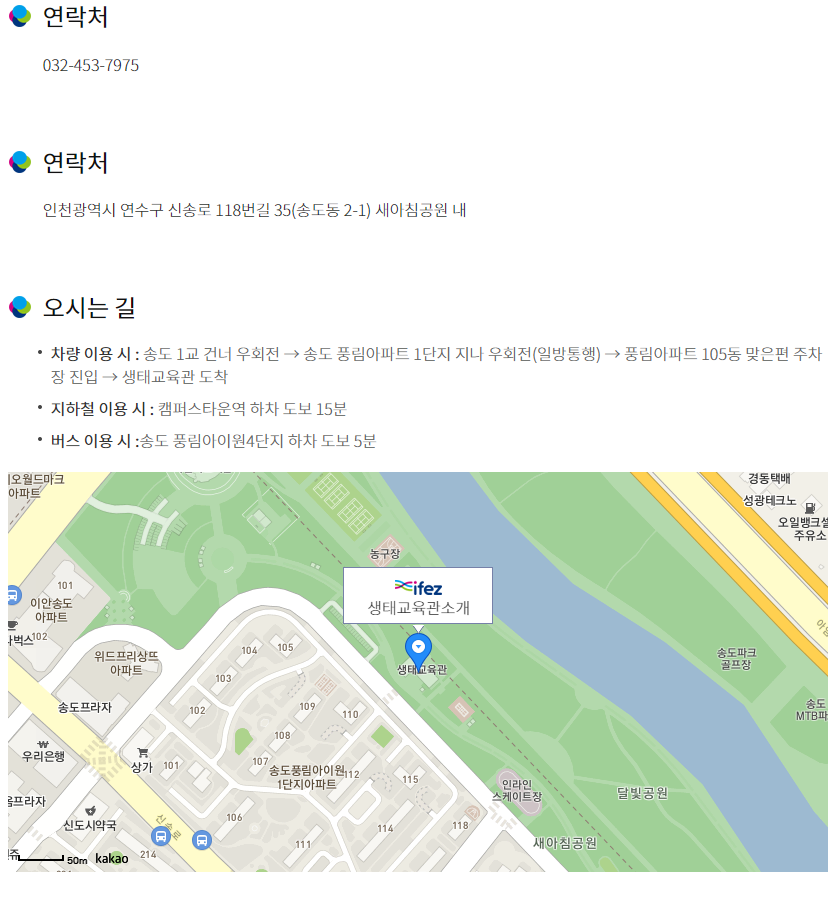 연락처
032-453-7975
연락처
인천광역시 연수구 신송로 118번길 35(송도동 2-1) 새아침공원 내
오시는 길
• 차량 이용 시 : 송도 1교 건너 우회전 → 송도 풍림아파트 1단지 지나 우회전(일방통행) → 풍림아파트 105동 맞은편 주차
장 진입 → 생태교육관 도착
• 지하철 이용 시 : 캠퍼스타운역 하차 도보 15분
• 버스 이용 시 :송도 풍림아이원4단지 하차 도보 5분
경동택배
오월드마크
아파트
성광테크노
오일뱅크셀
주유소
농구장
ifez
생태교육관소개
101
이안송도
아파트
102
104
105
위드프리상뜨
아파트
생태교육관
송도파크
골프장
103
송도프라자
102
109
110
송도
MTB파
108
우리은행
상가
101
107
송도풍림아이원
1단지아파트
112
115
인라인
스케이트장
달빛공원
프라자
106
신송로
신도시약국
114
118
111
새아침공원
214
50m
kakao